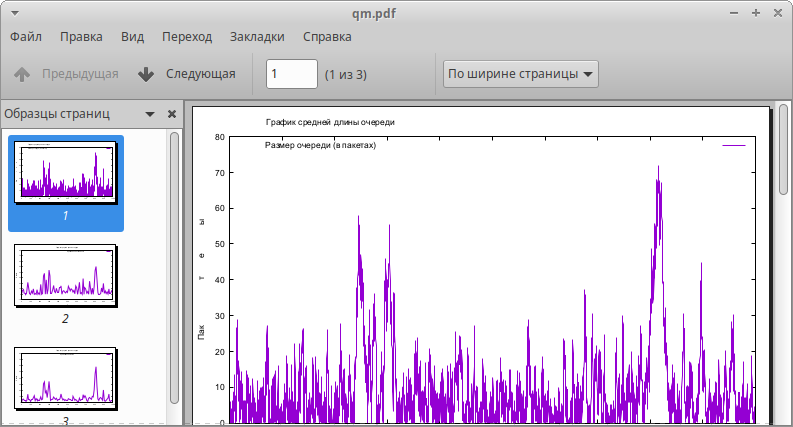 qm.pdf
Файл Правка Вид Переход Закладки Справка
Предыдущая Следующая 1 (1 из 3) По ширине страницы
Образцы страниц
1
2
3
График средней длины очереди
Размер очереди (в пакетах)
80
70
60
50
40
30
20
10
0
Пак т е ы